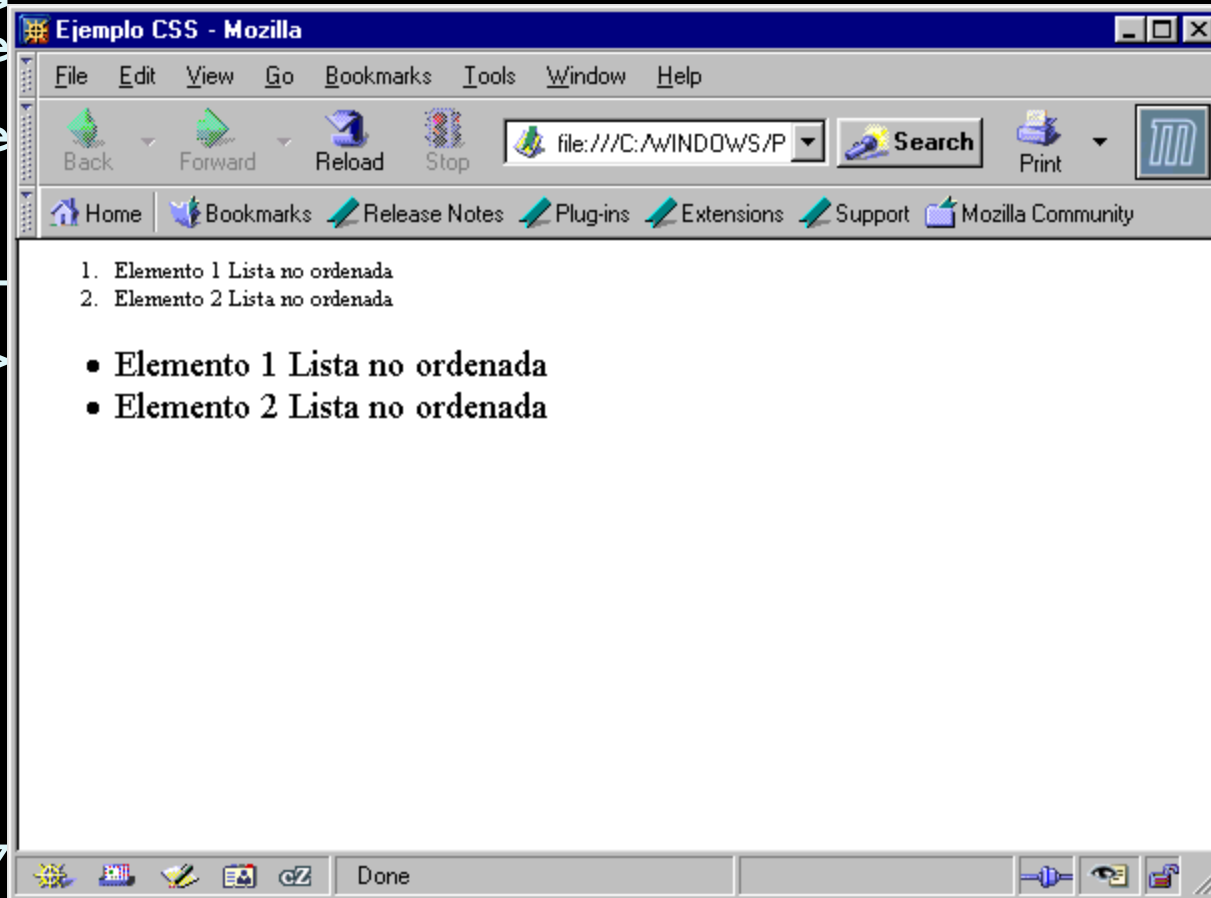 Ejemplo CSS - Mozilla
File Edit View Go Bookmarks Tools Window Help
Back Forward Reload Stop file:///C:/WINDOWS/P Search Print
Home Bookmarks Release Notes Plug-ins Extensions Support Mozilla Community
1. Elemento 1 Lista no ordenada
2. Elemento 2 Lista no ordenada
• Elemento 1 Lista no ordenada
• Elemento 2 Lista no ordenada
Done